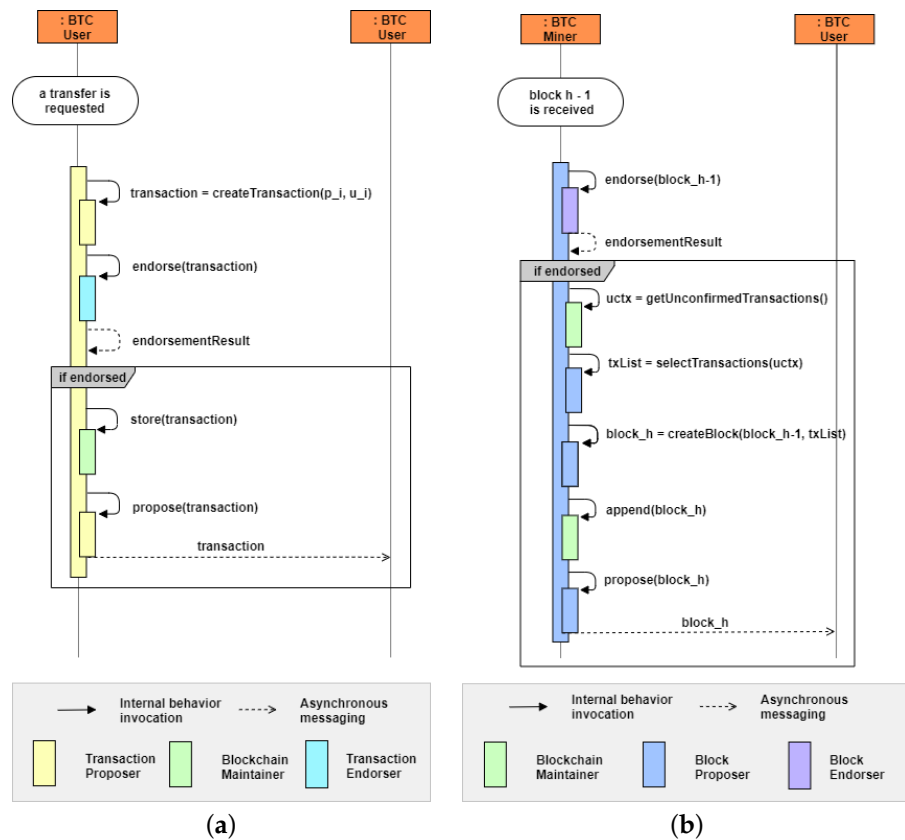 : BTC
User
: BTC
User
a transfer is
requested
transaction = createTransaction(p_i, u_i)
endorse(transaction)
endorsementResult
if endorsed
store(transaction)
propose(transaction)
transaction
Internal behavior
invocation
Asynchronous
messaging
Transaction
Proposer
Blockchain
Maintainer
Transaction
Endorser
(a)
: BTC
Miner
: BTC
User
block h - 1
is received
endorse(block_h-1)
endorsementResult
if endorsed
uctx = getUnconfirmedTransactions()
txList = selectTransactions(uctx)
block_h = createBlock(block_h-1, txList)
append(block_h)
propose(block_h)
block_h
Internal behavior
invocation
Asynchronous
messaging
Blockchain
Maintainer
Block
Proposer
Block
Endorser
(b)